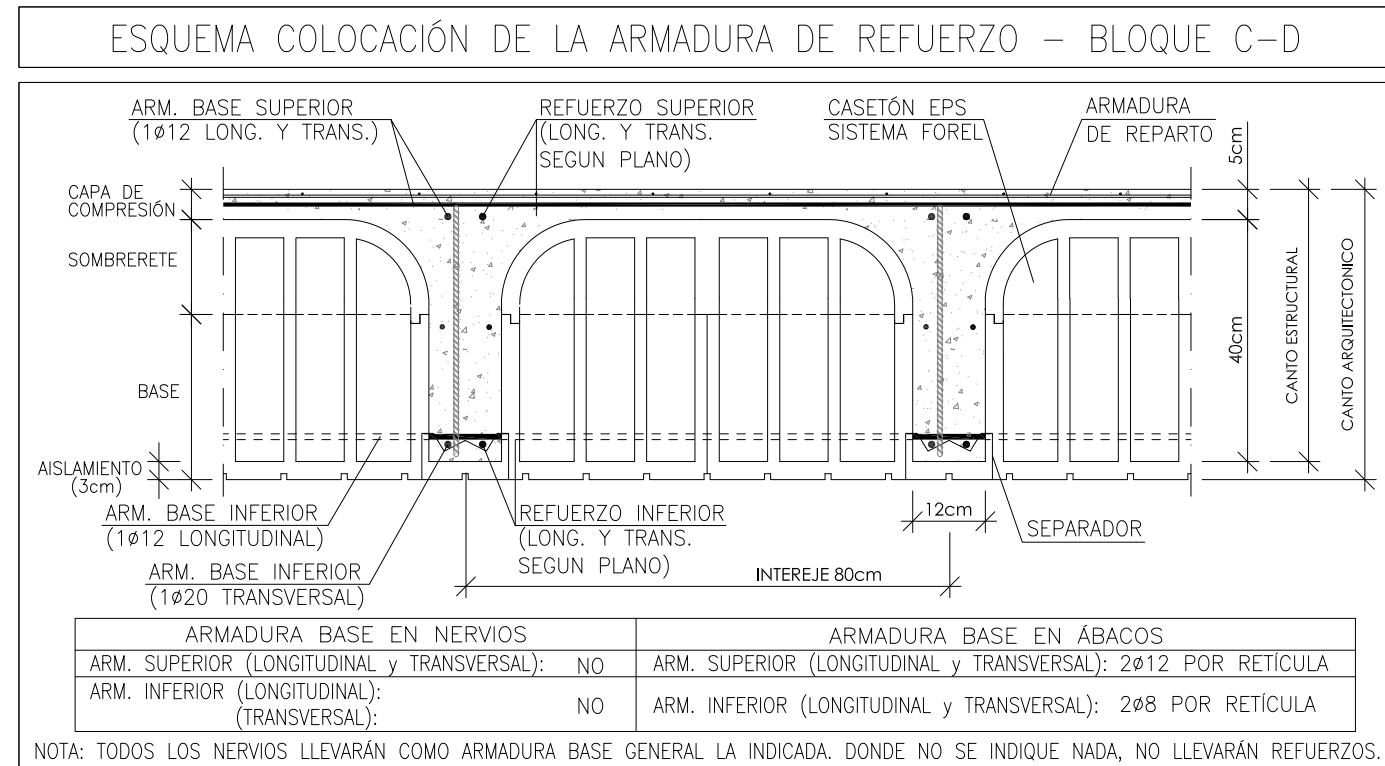 ESQUEMA COLOCACIÓN DE LA ARMADURA DE REFUERZO - BLOQUE C-D
ARM. BASE SUPERIOR
(1ø12 LONG. Y TRANS.)
REFUERZO SUPERIOR
(LONG. Y TRANS.
SEGUN PLANO)
CASETÓN EPS
SISTEMA FOREL
ARMADURA
DE REPARTO
5cm
CAPA DE
COMPRESIÓN
SOMBRERETE
BASE
AISLAMIENTO
(3cm)
40cm
CANTO ESTRUCTURAL
CANTO ARQUITECTONICO
ARM. BASE INFERIOR
(1ø12 LONGITUDINAL)
ARM. BASE INFERIOR
(1ø20 TRANSVERSAL)
REFUERZO INFERIOR
(LONG. Y TRANS.
SEGUN PLANO)
12cm
SEPARADOR
INTEREJE 80cm
ARMADURA BASE EN NERVIOS
ARMADURA BASE EN ÁBACOS
ARM. SUPERIOR (LONGITUDINAL y TRANSVERSAL): NO
ARM. SUPERIOR (LONGITUDINAL y TRANSVERSAL): 2ø12 POR RETÍCULA
ARM. INFERIOR (LONGITUDINAL):
(TRANSVERSAL): NO
ARM. INFERIOR (LONGITUDINAL y TRANSVERSAL): 2ø8 POR RETÍCULA
NOTA: TODOS LOS NERVIOS LLEVARÁN COMO ARMADURA BASE GENERAL LA INDICADA. DONDE NO SE INDIQUE NADA, NO LLEVARÁN REFUERZOS.